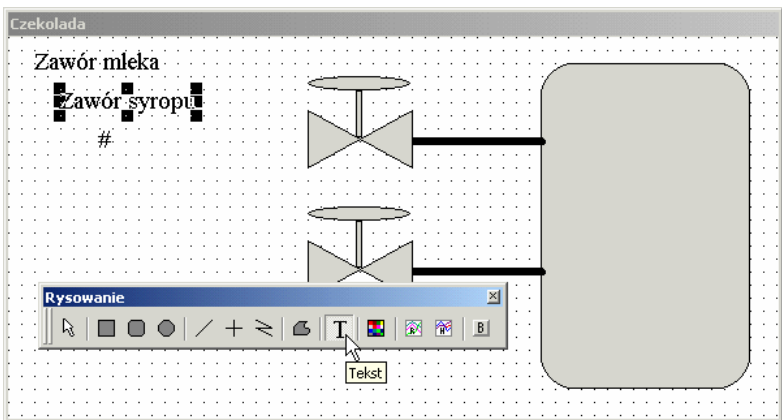 Czekolada
Zawór mleka
Zawór syropu
#
Rysowanie
T
R
H
B
Tekst